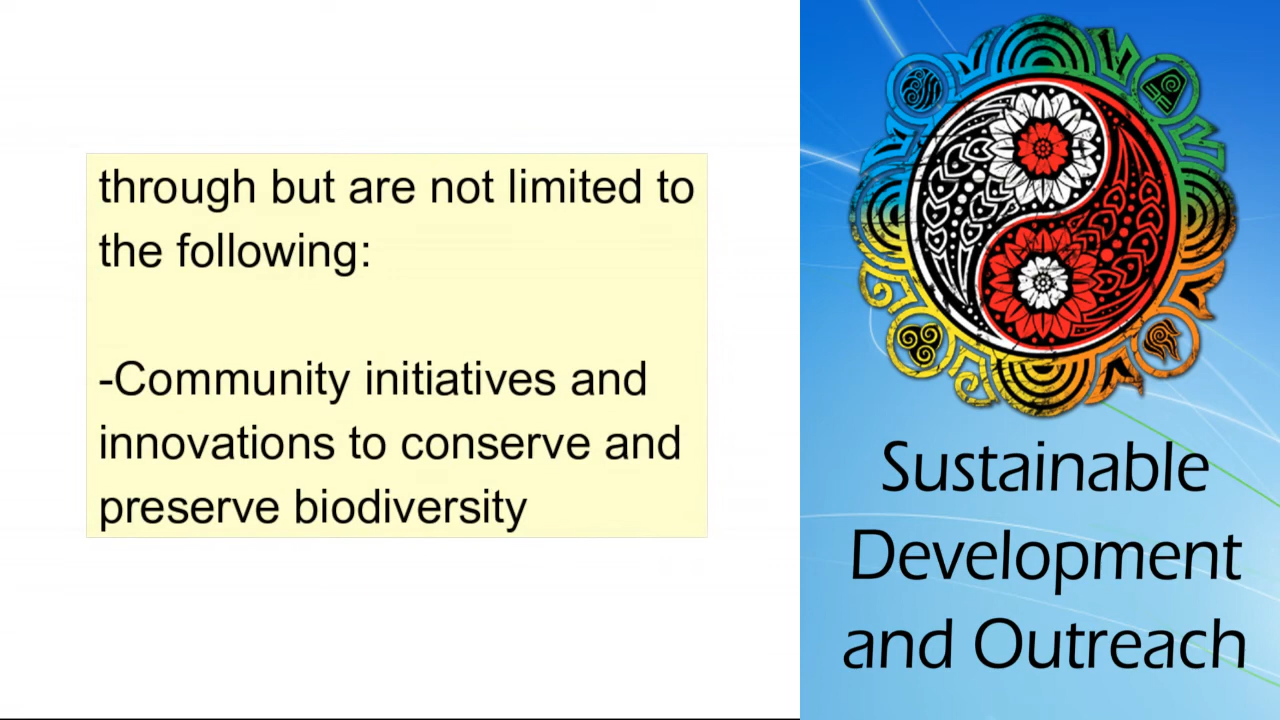 through but are not limited to
the following:
-Community initiatives and
innovations to conserve and
preserve biodiversity
Sustainable
Development
and Outreach